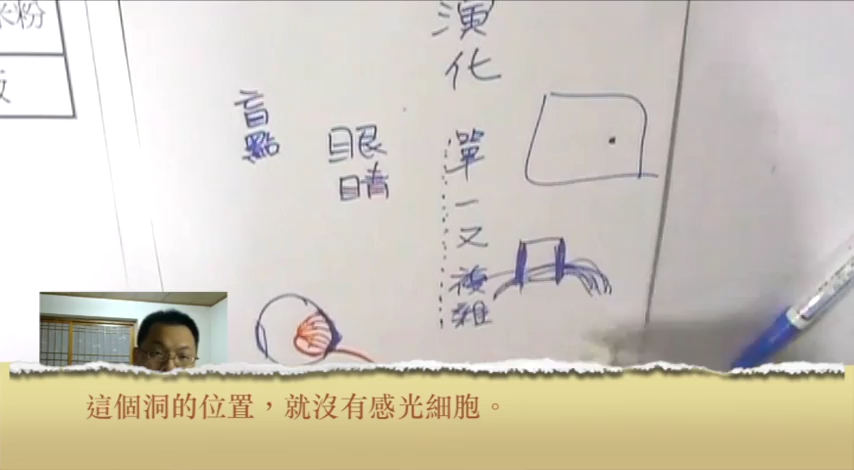 米粉
演化
盲點
眼睛
單一又複雜
這個洞的位置，就沒有感光細胞。